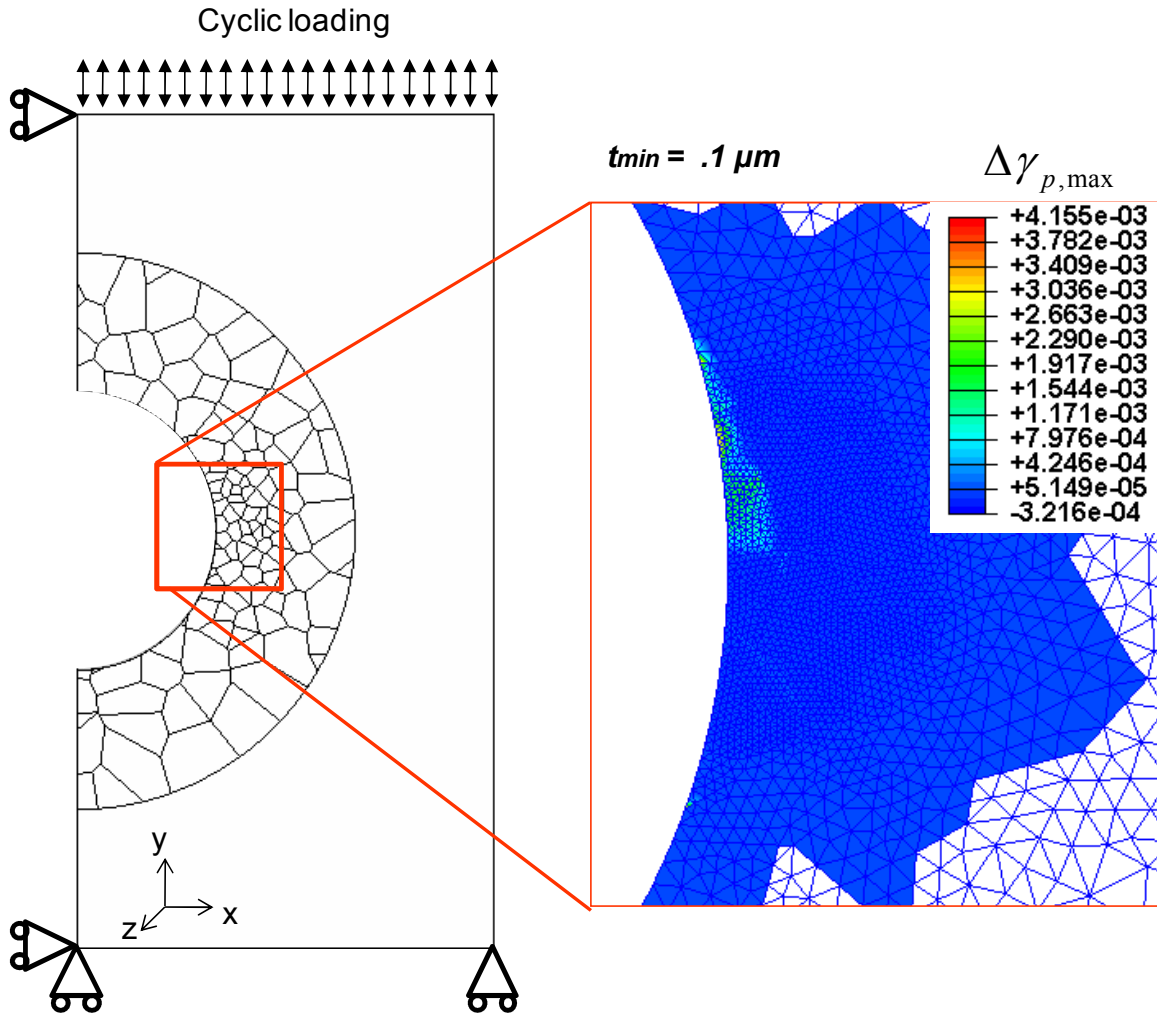 Cyclic loading
tmin = .1 μm
Δγp,max
+4.155e-03
+3.782e-03
+3.409e-03
+3.036e-03
+2.663e-03
+2.290e-03
+1.917e-03
+1.544e-03
+1.171e-03
+7.976e-04
+4.246e-04
+5.149e-05
-3.216e-04
y
x
z